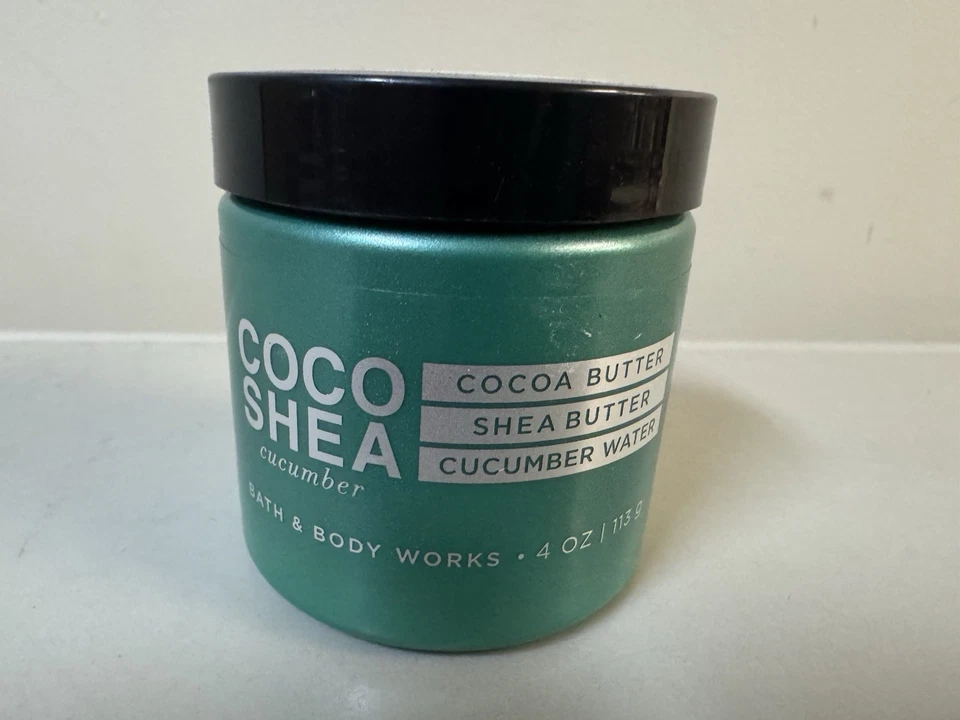 COCO
SHEA
cucumber
COCOA BUTTER
SHEA BUTTER
CUCUMBER WATER
BATH & BODY WORKS • 4 OZ | 113 g